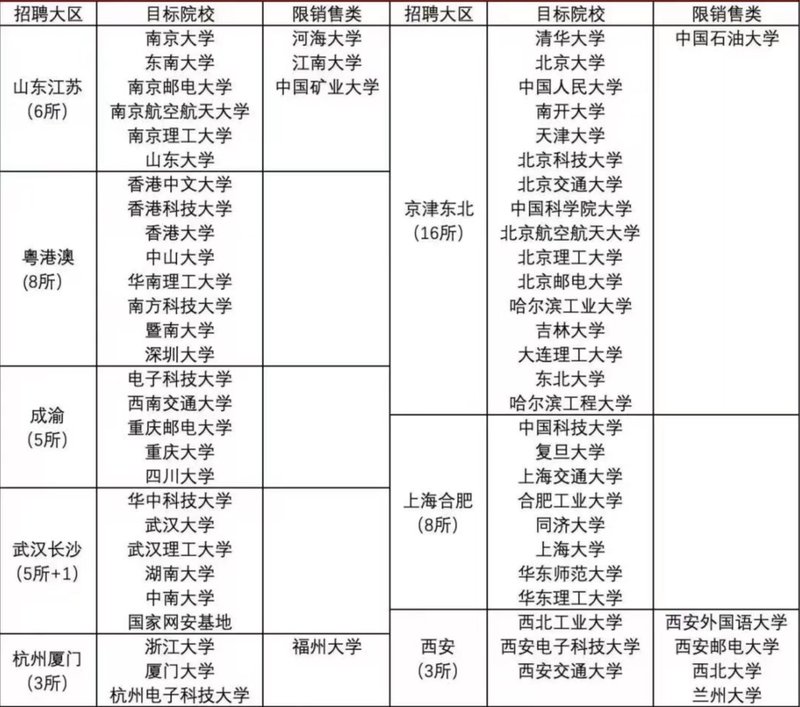 招聘大区 目标院校 限销售类
山东江苏
(6所)
南京大学 河海大学
东南大学 江南大学
南京邮电大学 中国矿业大学
南京航空航天大学
南京理工大学
山东大学
粤港澳
(8所)
香港中文大学
香港科技大学
香港大学
中山大学
华南理工大学
南方科技大学
暨南大学
深圳大学
成渝
(5所)
电子科技大学
西南交通大学
重庆邮电大学
重庆大学
四川大学
武汉长沙
(5所+1)
华中科技大学
武汉大学
武汉理工大学
湖南大学
中南大学
国家网安基地
杭州厦门
(3所)
浙江大学 福州大学
厦门大学
杭州电子科技大学
招聘大区 目标院校 限销售类
京津东北
(16所)
清华大学 中国石油大学
北京大学
中国人民大学
南开大学
天津大学
北京科技大学
北京交通大学
中国科学院大学
北京航空航天大学
北京理工大学
北京邮电大学
哈尔滨工业大学
吉林大学
大连理工大学
东北大学
哈尔滨工程大学
上海合肥
(8所)
中国科技大学
复旦大学
上海交通大学
合肥工业大学
同济大学
上海大学
华东师范大学
华东理工大学
西安
(3所)
西北工业大学 西安外国语大学
西安电子科技大学 西安邮电大学
西安交通大学 西北大学
兰州大学